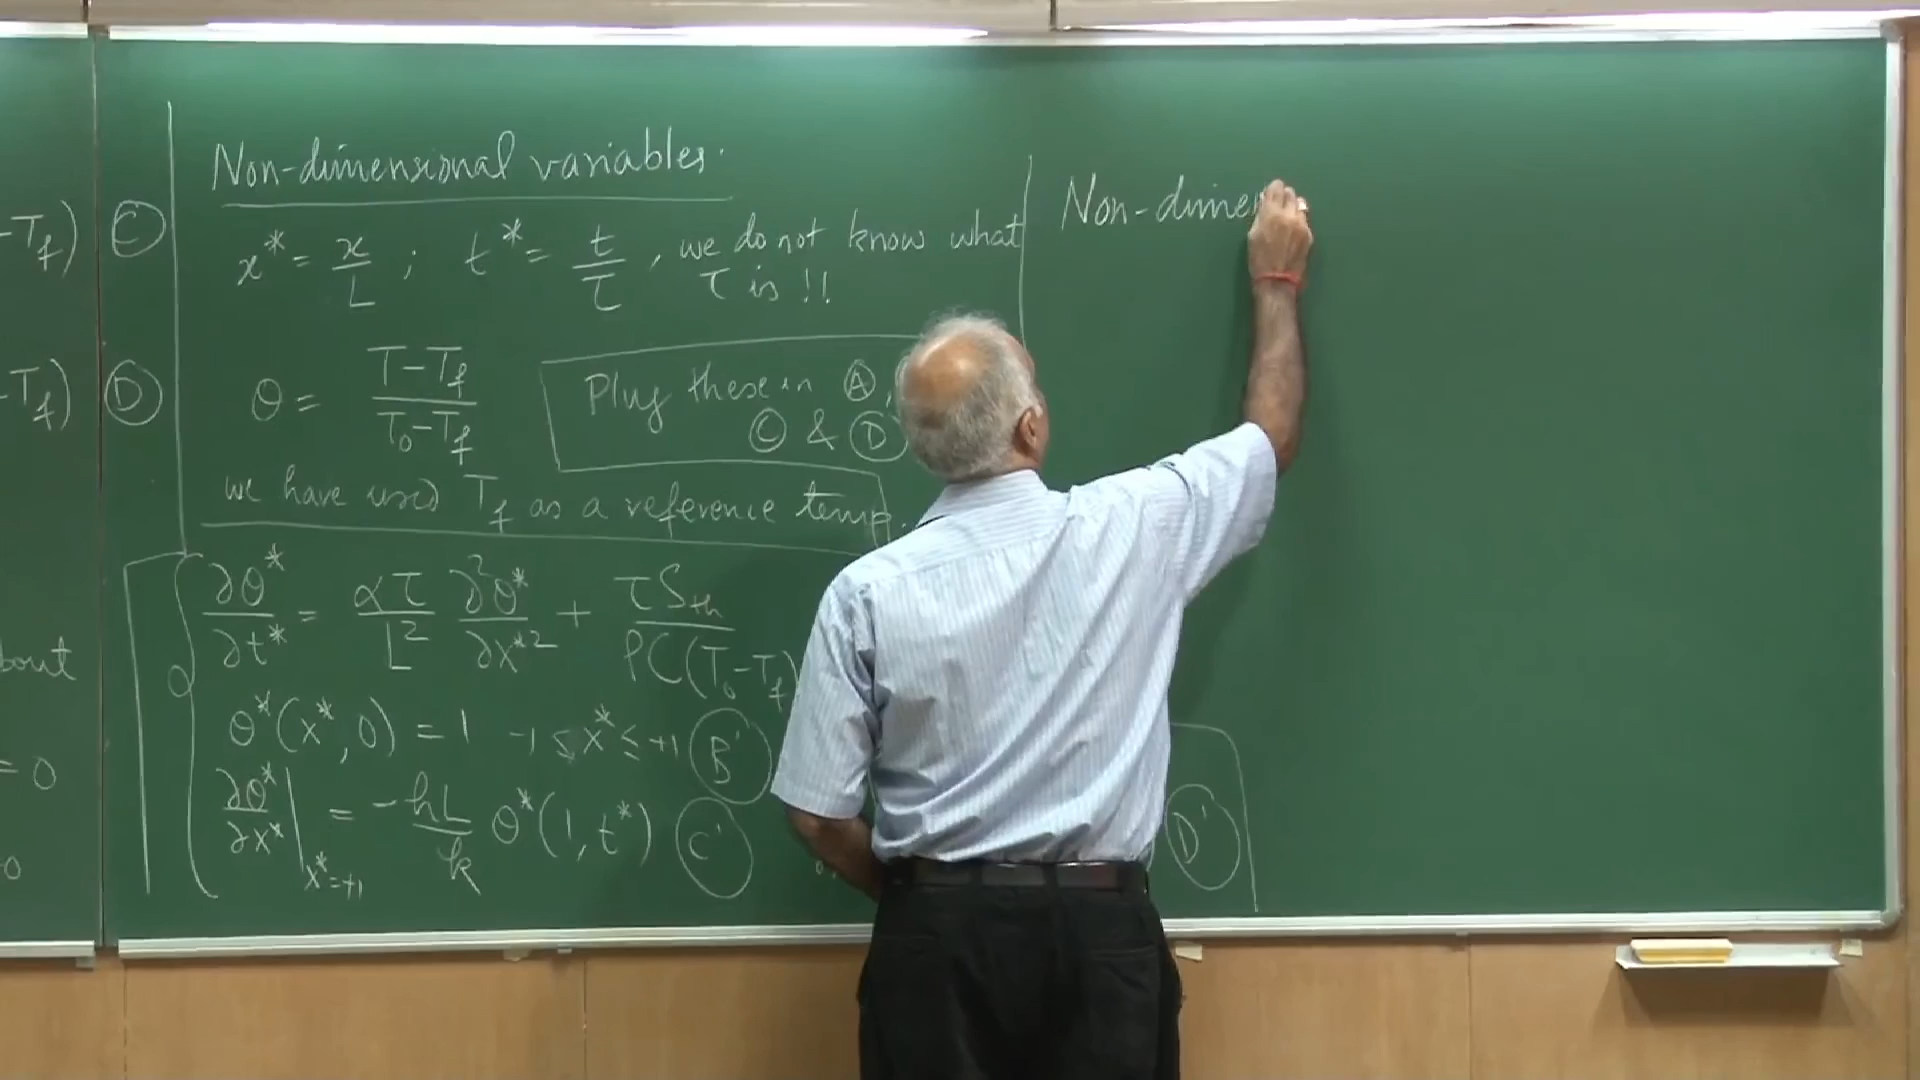 -T_f) Ⓒ
-T_f) Ⓓ
bout
= 0
0
Non-dimensional variables.
x* = x/L ; t* = t/τ , we do not know what
τ is !!
θ = (T-T_f)/(T_0-T_f)
Plug these in Ⓐ,
Ⓒ & Ⓓ
we have used T_f as a reference temp.
∂θ*/∂t* = ατ/L² ∂²θ*/∂x*² + τS_th/ρC(T_0-T_f)
θ*(x*,0) = 1 -1 ≤ x* ≤ +1 B'
∂θ*/∂x*|x*=+1 = -hL/k θ*(1,t*) C'
D'
Non-dimen